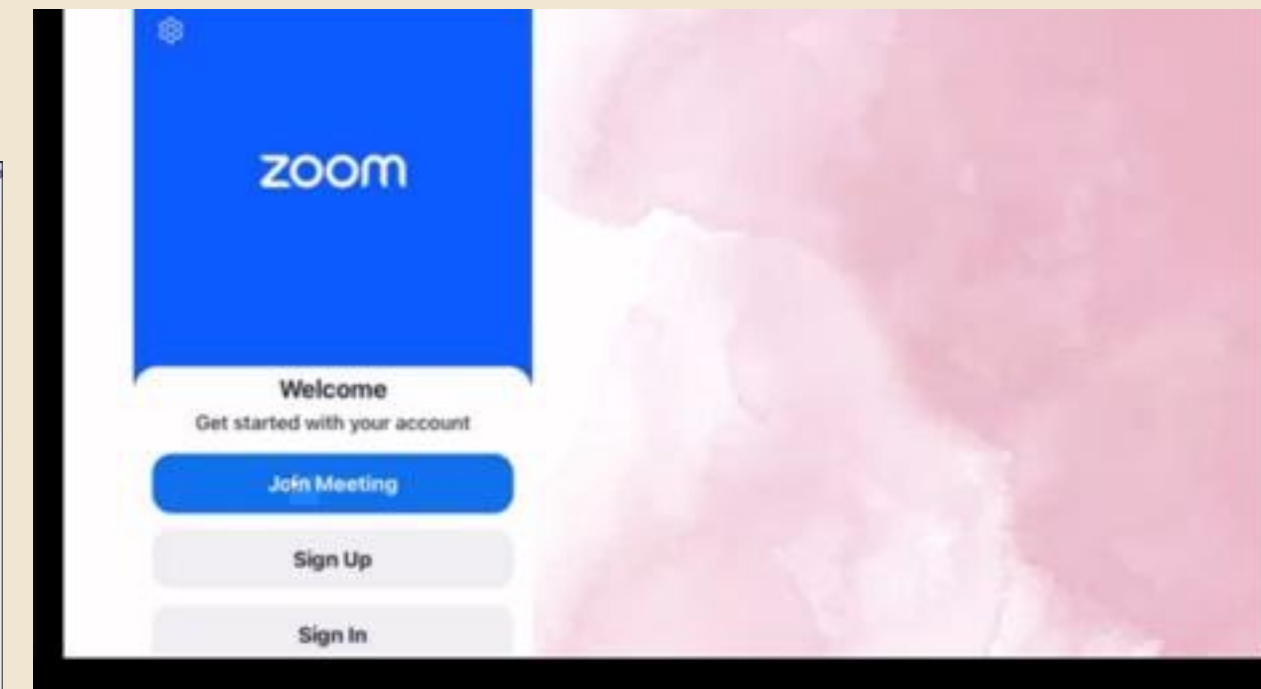 zoom
Welcome
Get started with your account
Join Meeting
Sign Up
Sign In